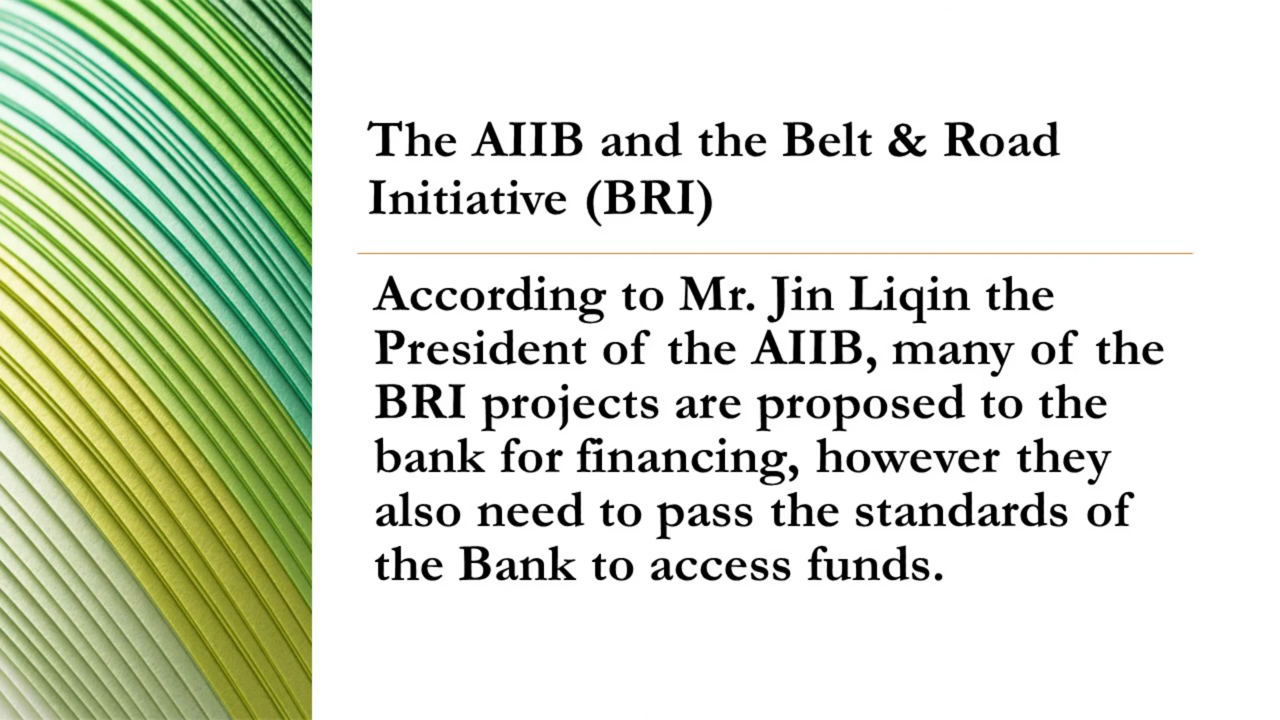 The AIIB and the Belt & Road
Initiative (BRI)
According to Mr. Jin Liqin the
President of the AIIB, many of the
BRI projects are proposed to the
bank for financing, however they
also need to pass the standards of
the Bank to access funds.